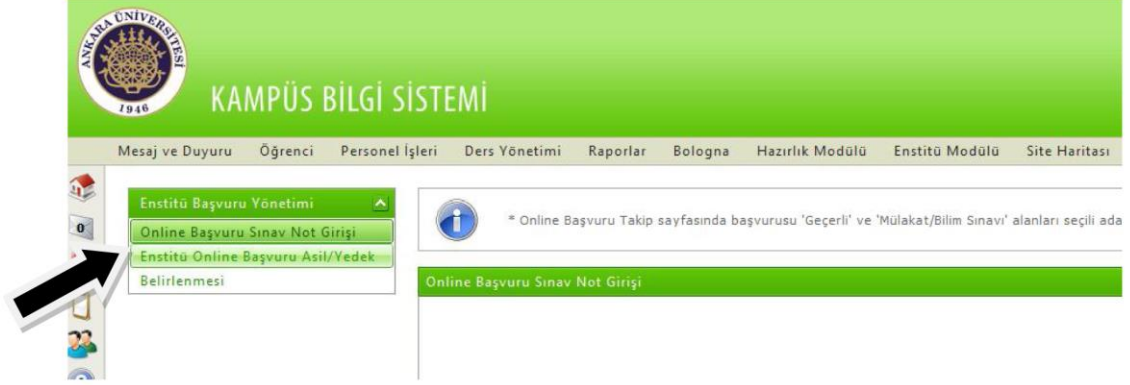 ANKARA ÜNİVERSİTESİ
1946
KAMPÜS BİLGİ SİSTEMİ
Mesaj ve Duyuru Öğrenci Personel İşleri Ders Yönetimi Raporlar Bologna Hazırlık Modülü Enstitü Modülü Site Haritası
Enstitü Başvuru Yönetimi
0
Online Başvuru Sınav Not Girişi
Enstitü Online Başvuru Asil/Yedek
Belirlenmesi
* Online Başvuru Takip sayfasında başvurusu 'Geçerli' ve 'Mülakat/Bilim Sınavı' alanları seçili ada
Online Başvuru Sınav Not Girişi